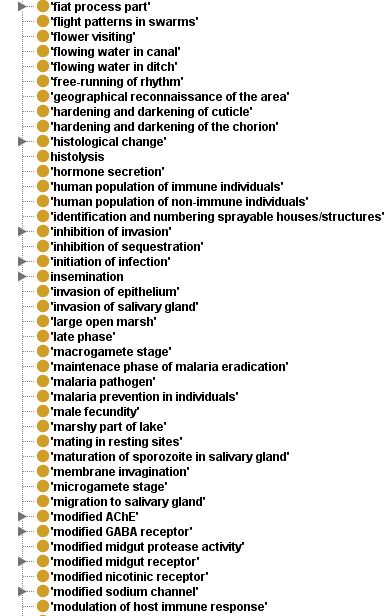 'fiat process part'
'flight patterns in swarms'
'flower visiting'
'flowing water in canal'
'flowing water in ditch'
'free-running of rhythm'
'geographical reconnaissance of the area'
'hardening and darkening of cuticle'
'hardening and darkening of the chorion'
'histological change'
histolysis
'hormone secretion'
'human population of immune individuals'
'human population of non-immune individuals'
'identification and numbering sprayable houses/structures'
'inhibition of invasion'
'inhibition of sequestration'
'initiation of infection'
insemination
'invasion of epithelium'
'invasion of salivary gland'
'large open marsh'
'late phase'
'macrogamete stage'
'maintenace phase of malaria eradication'
'malaria pathogen'
'malaria prevention in individuals'
'male fecundity'
'marshy part of lake'
'mating in resting sites'
'maturation of sporozoite in salivary gland'
'membrane invagination'
'microgamete stage'
'migration to salivary gland'
'modified AChE'
'modified GABA receptor'
'modified midgut protease activity'
'modified midgut receptor'
'modified nicotinic receptor'
'modified sodium channel'
'modulation of host immune response'